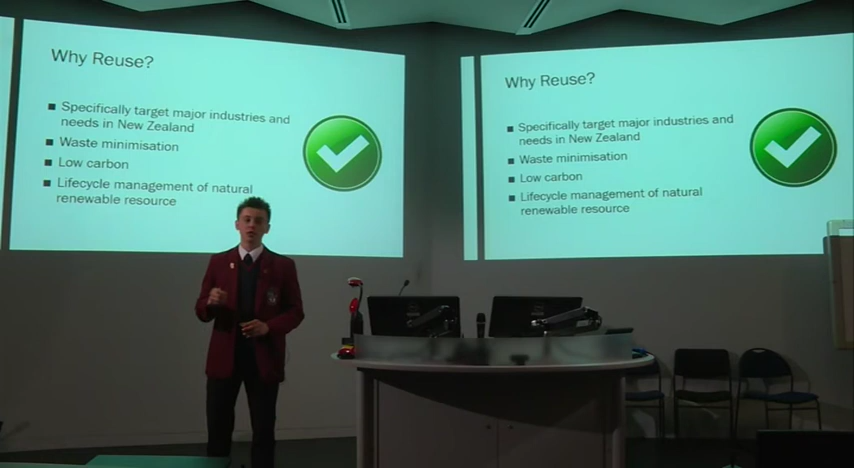 Why Reuse?
Specifically target major industries and
needs in New Zealand
Waste minimisation
Low carbon
Lifecycle management of natural
renewable resource
Why Reuse?
Specifically target major industries and
needs in New Zealand
Waste minimisation
Low carbon
Lifecycle management of natural
renewable resource